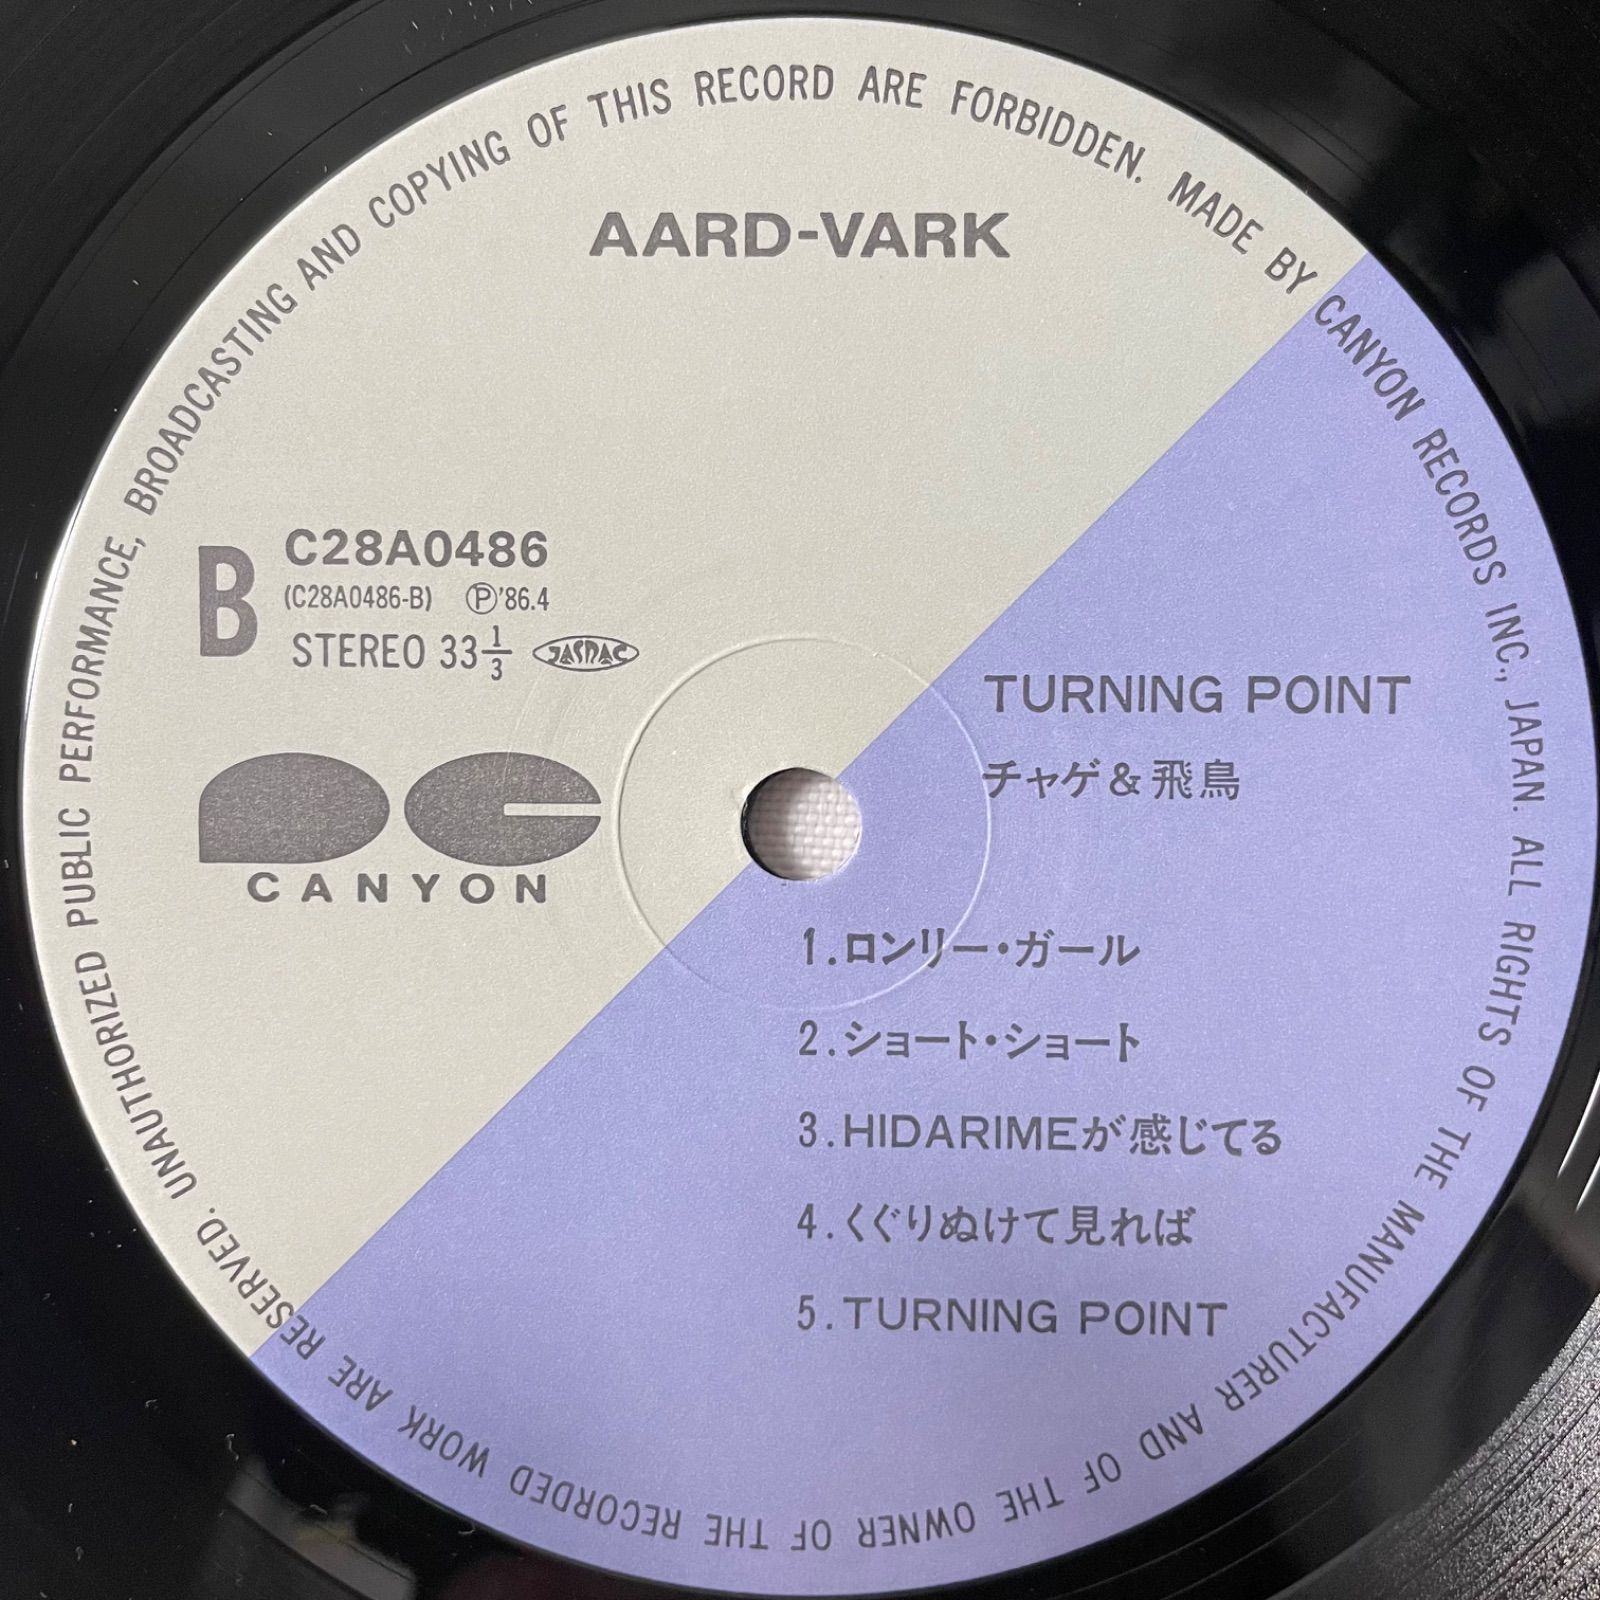 UNAUTHORIZED PUBLIC PERFORMANCE, BROADCASTING AND COPYING OF THIS RECORD ARE FORBIDDEN. MADE BY CANYON RECORDS INC., JAPAN. ALL RIGHTS OF THE MANUFACTURER AND OF THE OWNER OF THE RECORDED WORK ARE RESERVED.
AARD-VARK
B
C28A0486
(C28A0486-B) Ⓟ'86.4
STEREO 33 1/3 JASRAC
CANYON
TURNING POINT
チャゲ&飛鳥
1.ロンリー・ガール
2.ショート・ショート
3.HIDARIMEが感じてる
4.くぐりぬけて見れば
5.TURNING POINT